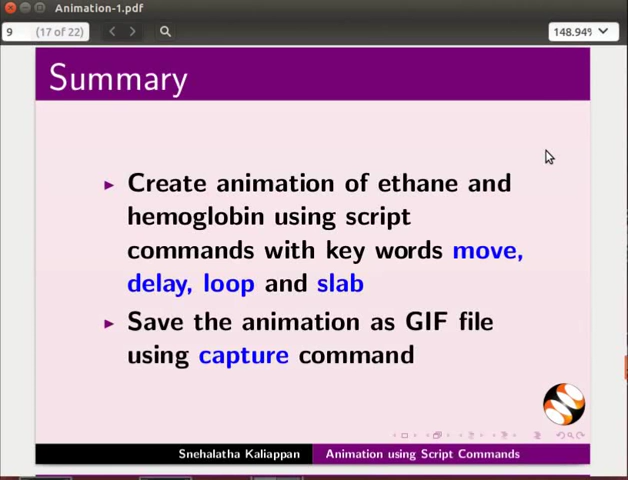 Animation-1.pdf
9 (17 of 22) 148.94%
Summary
Create animation of ethane and
hemoglobin using script
commands with key words move,
delay, loop and slab
Save the animation as GIF file
using capture command
Snehalatha Kaliappan Animation using Script Commands